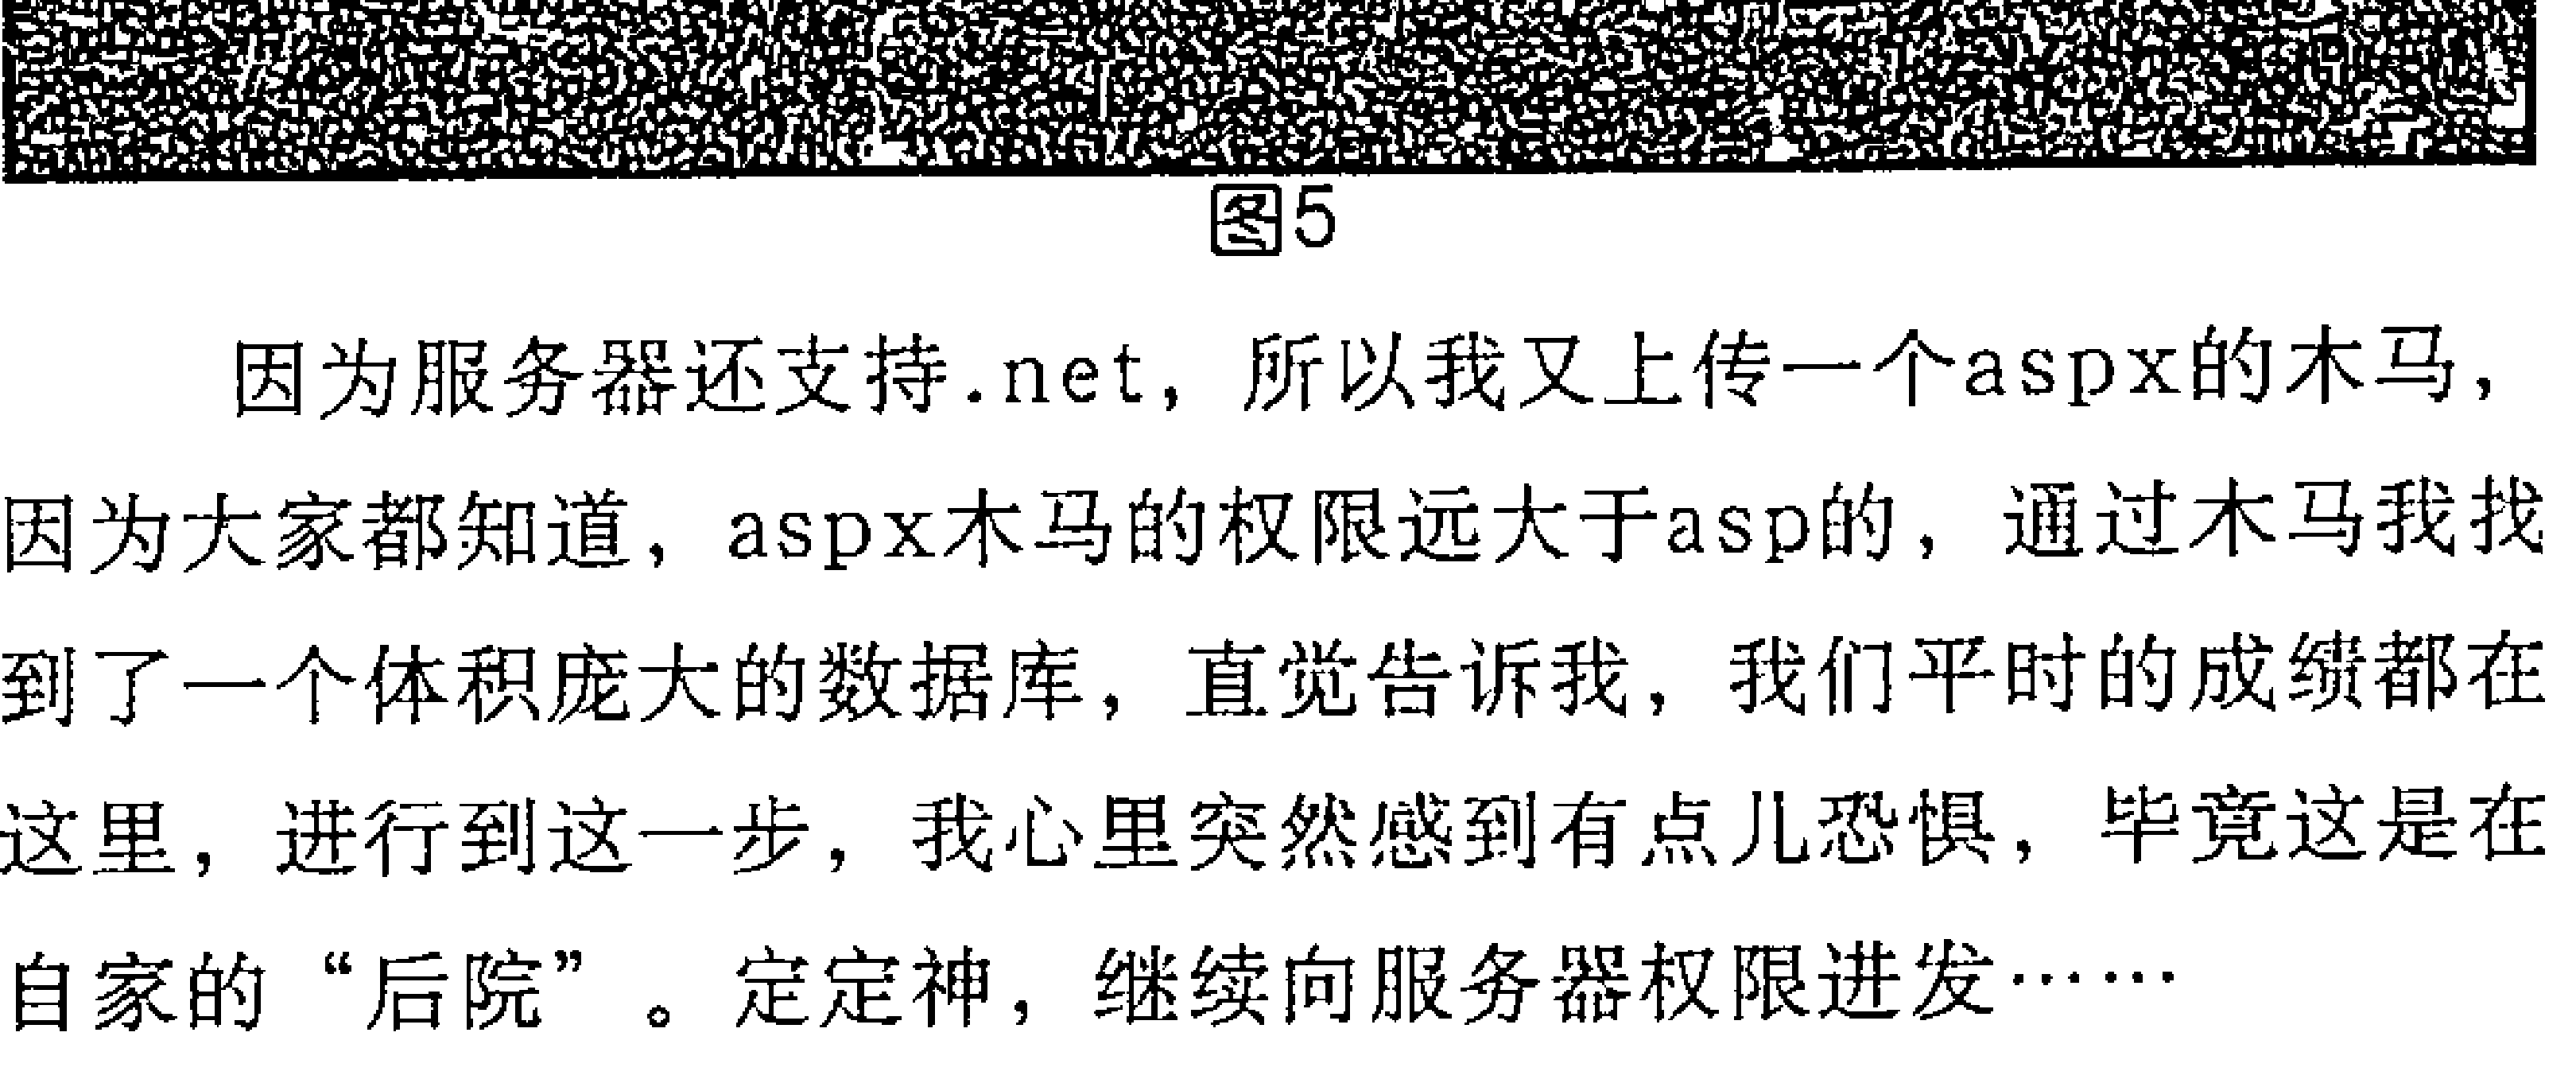 图5
因为服务器还支持.net，所以我又上传一个aspx的木马，
因为大家都知道，aspx木马的权限远大于asp的，通过木马我找
到了一个体积庞大的数据库，直觉告诉我，我们平时的成绩都在
这里，进行到这一步，我心里突然感到有点儿恐惧，毕竟这是在
自家的“后院”。定定神，继续向服务器权限进发……